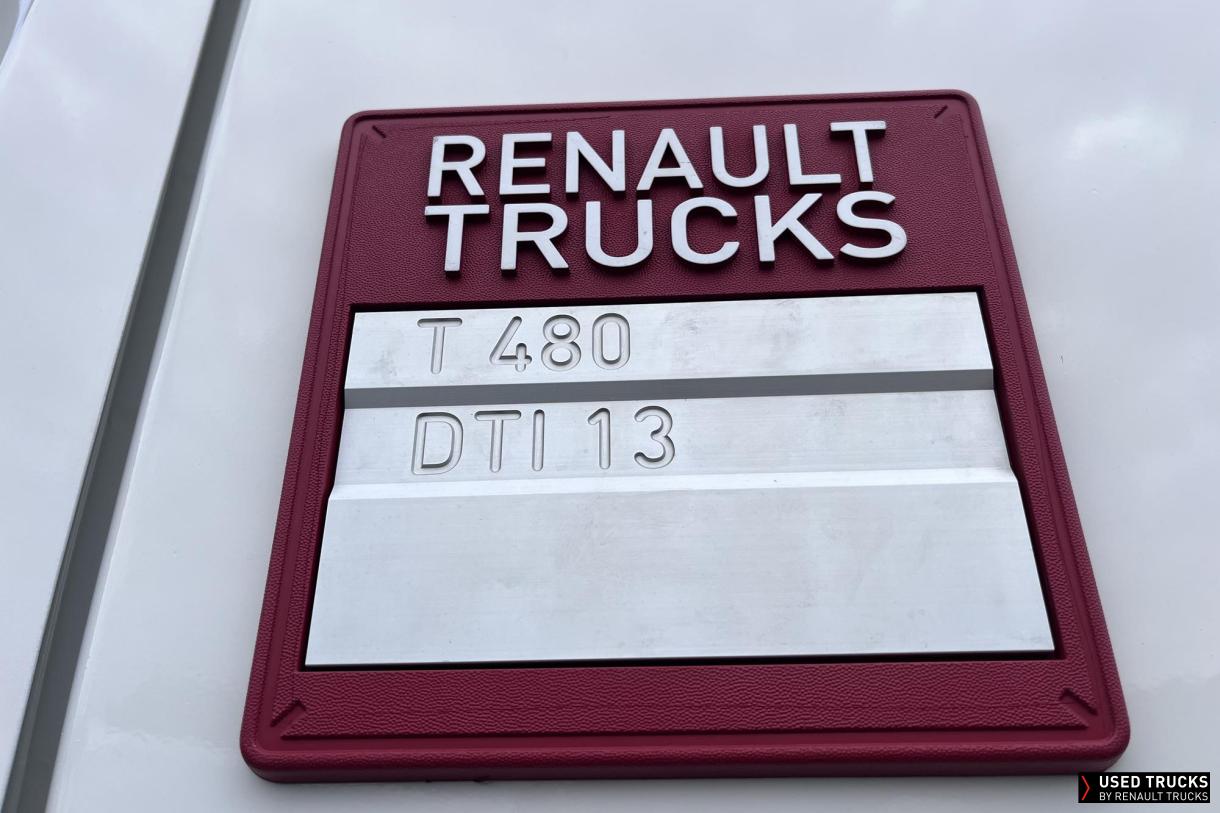 RENAULT
TRUCKS
T 480
DTI 13
USED TRUCKS
BY RENAULT TRUCKS